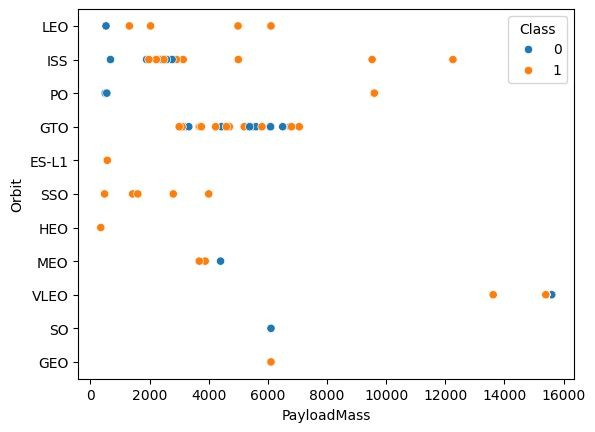 LEO
ISS
PO
GTO
ES-L1
SSO
HEO
MEO
VLEO
SO
GEO
Orbit
Class
0
1
0 2000 4000 6000 8000 10000 12000 14000 16000
PayloadMass